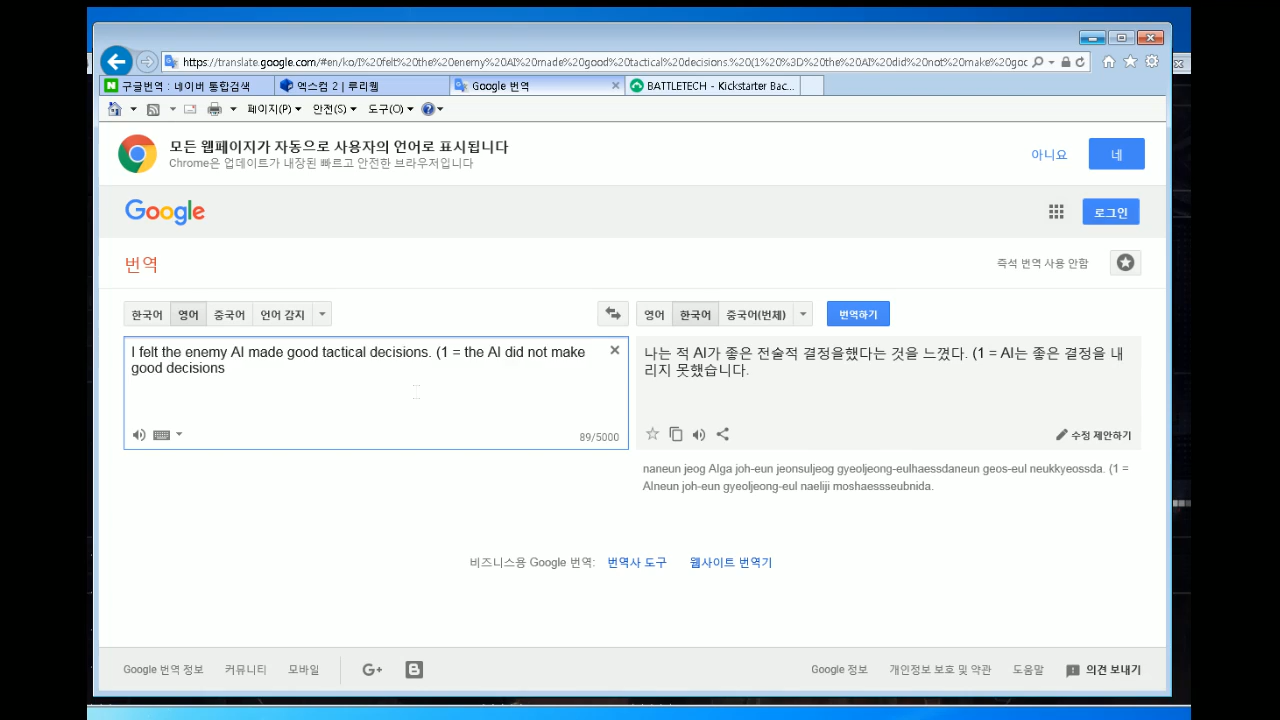 https://translate.google.com/#en/ko/I%20felt%20the%20enemy%20AI%20made%20good%20tactical%20decisions.%20(1%20%3D%20the%20AI%20did%20not%20make%20goc
구글번역 : 네이버 통합검색
엑스컴 2 | 루리웹
Google 번역
BATTLETECH - Kickstarter Bac...
페이지(P)
안전(S)
도구(O)
모든 웹페이지가 자동으로 사용자의 언어로 표시됩니다
Chrome은 업데이트가 내장된 빠르고 안전한 브라우저입니다
아니요
네
Google
로그인
번역
즉석 번역 사용 안함
한국어 영어 중국어 언어 감지
영어 한국어 중국어(번체) 번역하기
I felt the enemy AI made good tactical decisions. (1 = the AI did not make
good decisions
89/5000
나는 적 AI가 좋은 전술적 결정을했다는 것을 느꼈다. (1 = AI는 좋은 결정을 내
리지 못했습니다.
수정 제안하기
naneun jeog AIga joh-eun jeonsuljeog gyeoljeong-eulhaessdaneun geos-eul neukkyeossda. (1 =
AIneun joh-eun gyeoljeong-eul naeliji moshaessseubnida.
비즈니스용 Google 번역: 번역사 도구 웹사이트 번역기
Google 번역 정보 커뮤니티 모바일 G+
Google 정보 개인정보 보호 및 약관 도움말 의견 보내기